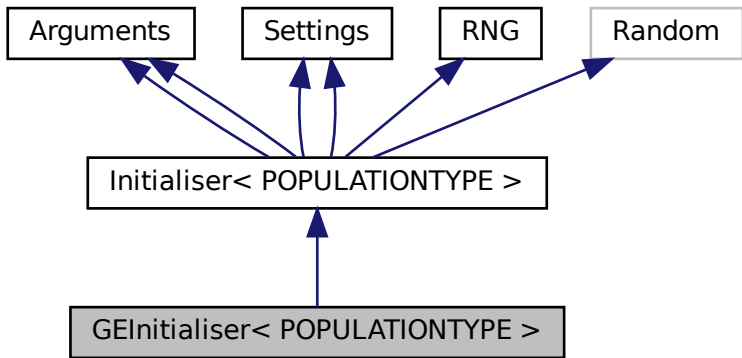 Arguments
Settings
RNG
Random
Initialiser< POPULATIONTYPE >
GEInitialiser< POPULATIONTYPE >